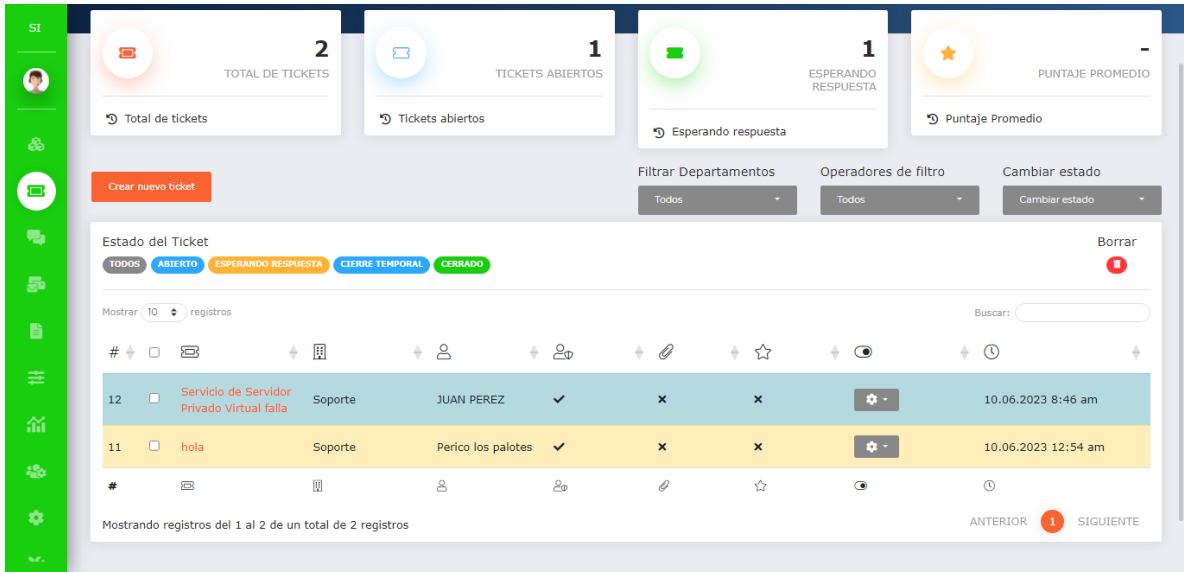 SI
2
TOTAL DE TICKETS
Total de tickets
1
TICKETS ABIERTOS
Tickets abiertos
1
ESPERANDO
RESPUESTA
Esperando respuesta
-
PUNTAJE PROMEDIO
Puntaje Promedio
Crear nuevo ticket
Filtrar Departamentos
Todos
Operadores de filtro
Todos
Cambiar estado
Cambiar estado
Estado del Ticket
Borrar
TODOS ABIERTO ESPERANDO RESPUESTA CIERRE TEMPORAL CERRADO
Mostrar 10 registros
Buscar:
#
12 Servicio de Servidor Privado Virtual falla Soporte JUAN PEREZ 10.06.2023 8:46 am
11 hola Soporte Perico los palotes 10.06.2023 12:54 am
#
Mostrando registros del 1 al 2 de un total de 2 registros
ANTERIOR 1 SIGUIENTE